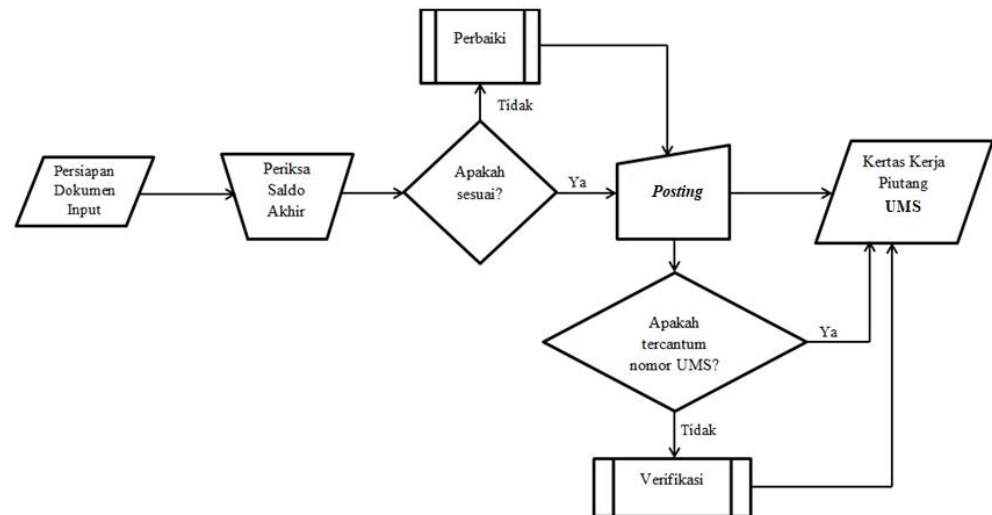 Perbaiki
Tidak
Persiapan
Dokumen
Input
Periksa
Saldo
Akhir
Apakah
sesuai?
Ya
Posting
Kertas Kerja
Piutang
UMS
Apakah
tercantum
nomor UMS?
Ya
Tidak
Verifikasi